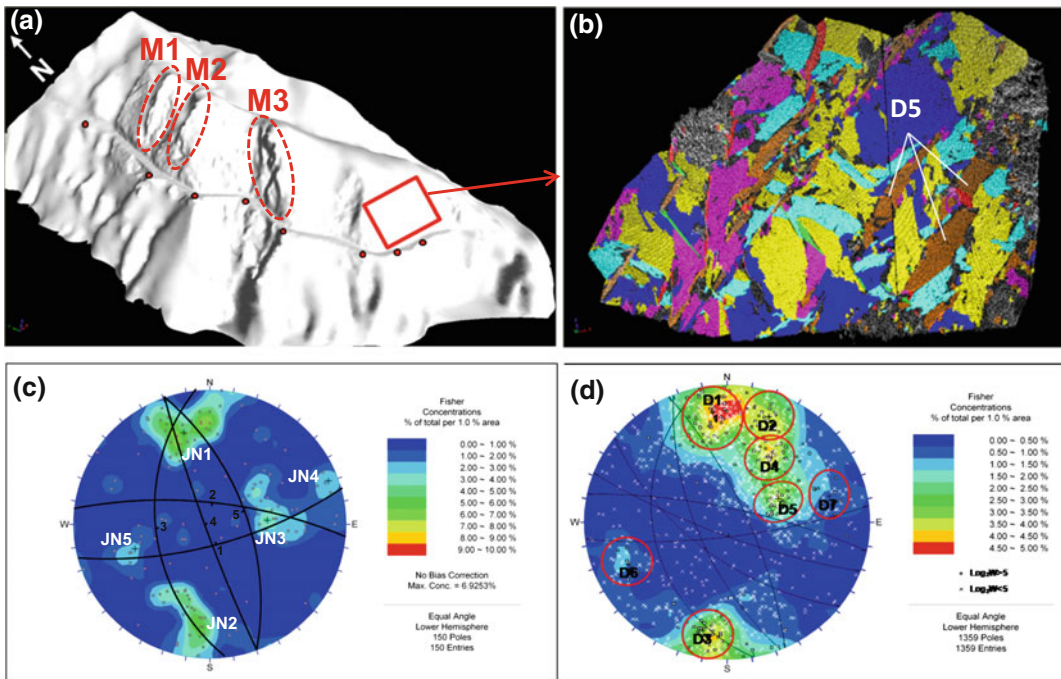 (a)
N
M1
M2
M3
(b)
D5
(c)
N
JN1
JN4
2
5
W
3
4
E
JN5
1
JN3
JN2
S
Fisher
Concentrations
% of total per 1.0 % area
0.00 ~ 1.00 %
1.00 ~ 2.00 %
2.00 ~ 3.00 %
3.00 ~ 4.00 %
4.00 ~ 5.00 %
5.00 ~ 6.00 %
6.00 ~ 7.00 %
7.00 ~ 8.00 %
8.00 ~ 9.00 %
9.00 ~ 10.00 %
No Bias Correction
Max. Conc. = 6.9253%
Equal Angle
Lower Hemisphere
150 Poles
150 Entries
(d)
N
D1
1
D2
D4
D5
D7
W
E
D6
D3
S
Fisher
Concentrations
% of total per 1.0 % area
0.00 ~ 0.50 %
0.50 ~ 1.00 %
1.00 ~ 1.50 %
1.50 ~ 2.00 %
2.00 ~ 2.50 %
2.50 ~ 3.00 %
3.00 ~ 3.50 %
3.50 ~ 4.00 %
4.00 ~ 4.50 %
4.50 ~ 5.00 %
Equal Angle
Lower Hemisphere
1359 Poles
1359 Entries